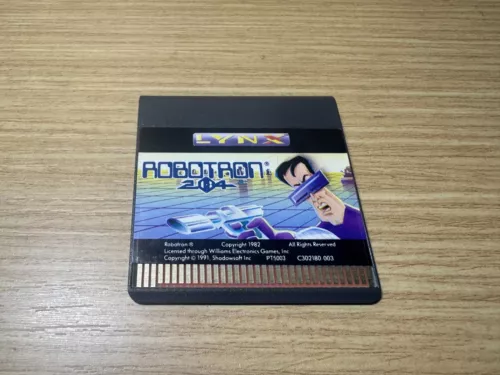 LYNX
ROBOTRON:
2084
Robotron ® Copyright 1982 All Rights Reserved
Licensed through Williams Electronics Games, Inc
Copyright © 1991, Shadowsoft Inc PT5003 C302180 003